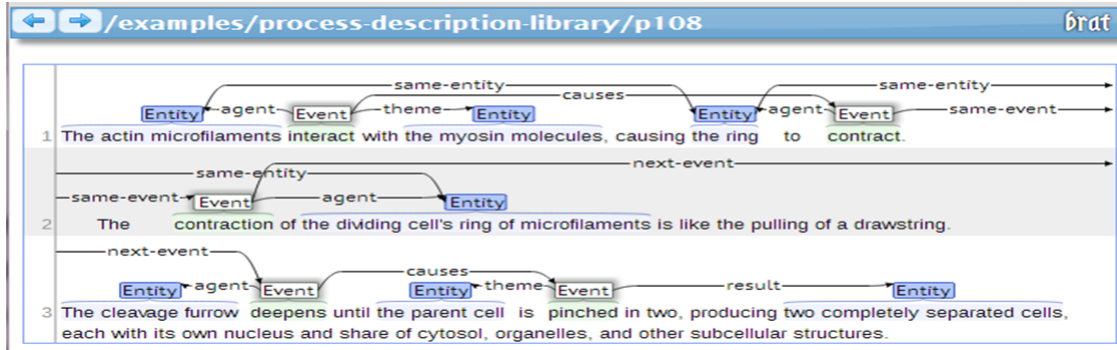 /examples/process-description-library/p108 brat
same-entity same-entity
causes
Entity agent Event theme Entity Entity agent Event same-event
1 The actin microfilaments interact with the myosin molecules, causing the ring to contract.
next-event
same-entity
same-event Event agent Entity
2 The contraction of the dividing cell's ring of microfilaments is like the pulling of a drawstring.
next-event
causes
Entity agent Event Entity theme Event result Entity
3 The cleavage furrow deepens until the parent cell is pinched in two, producing two completely separated cells,
each with its own nucleus and share of cytosol, organelles, and other subcellular structures.